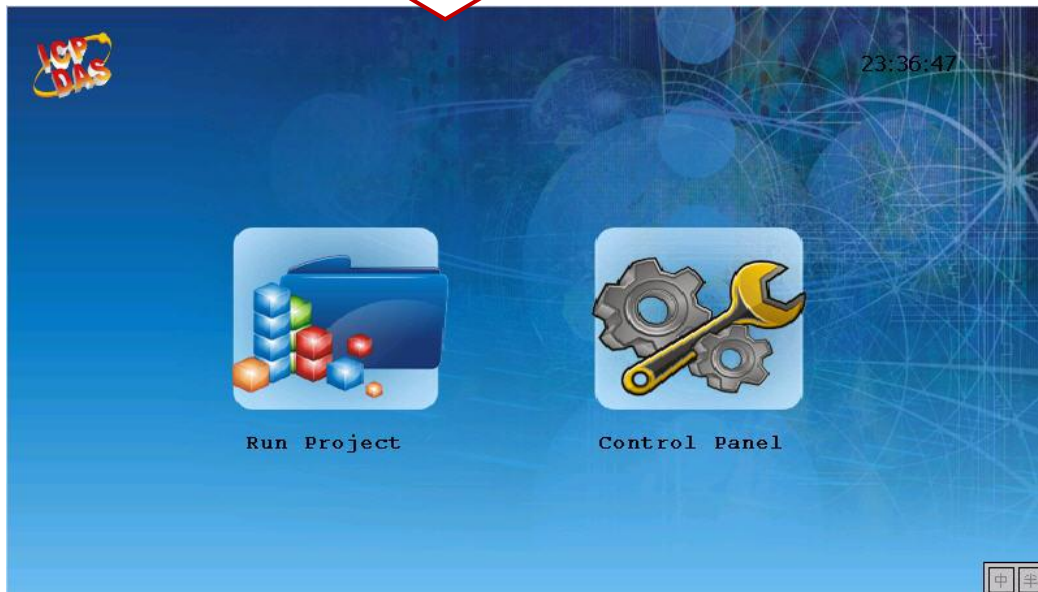 ICP
DAS
23:36:47
Run Project
Control Panel
中 半